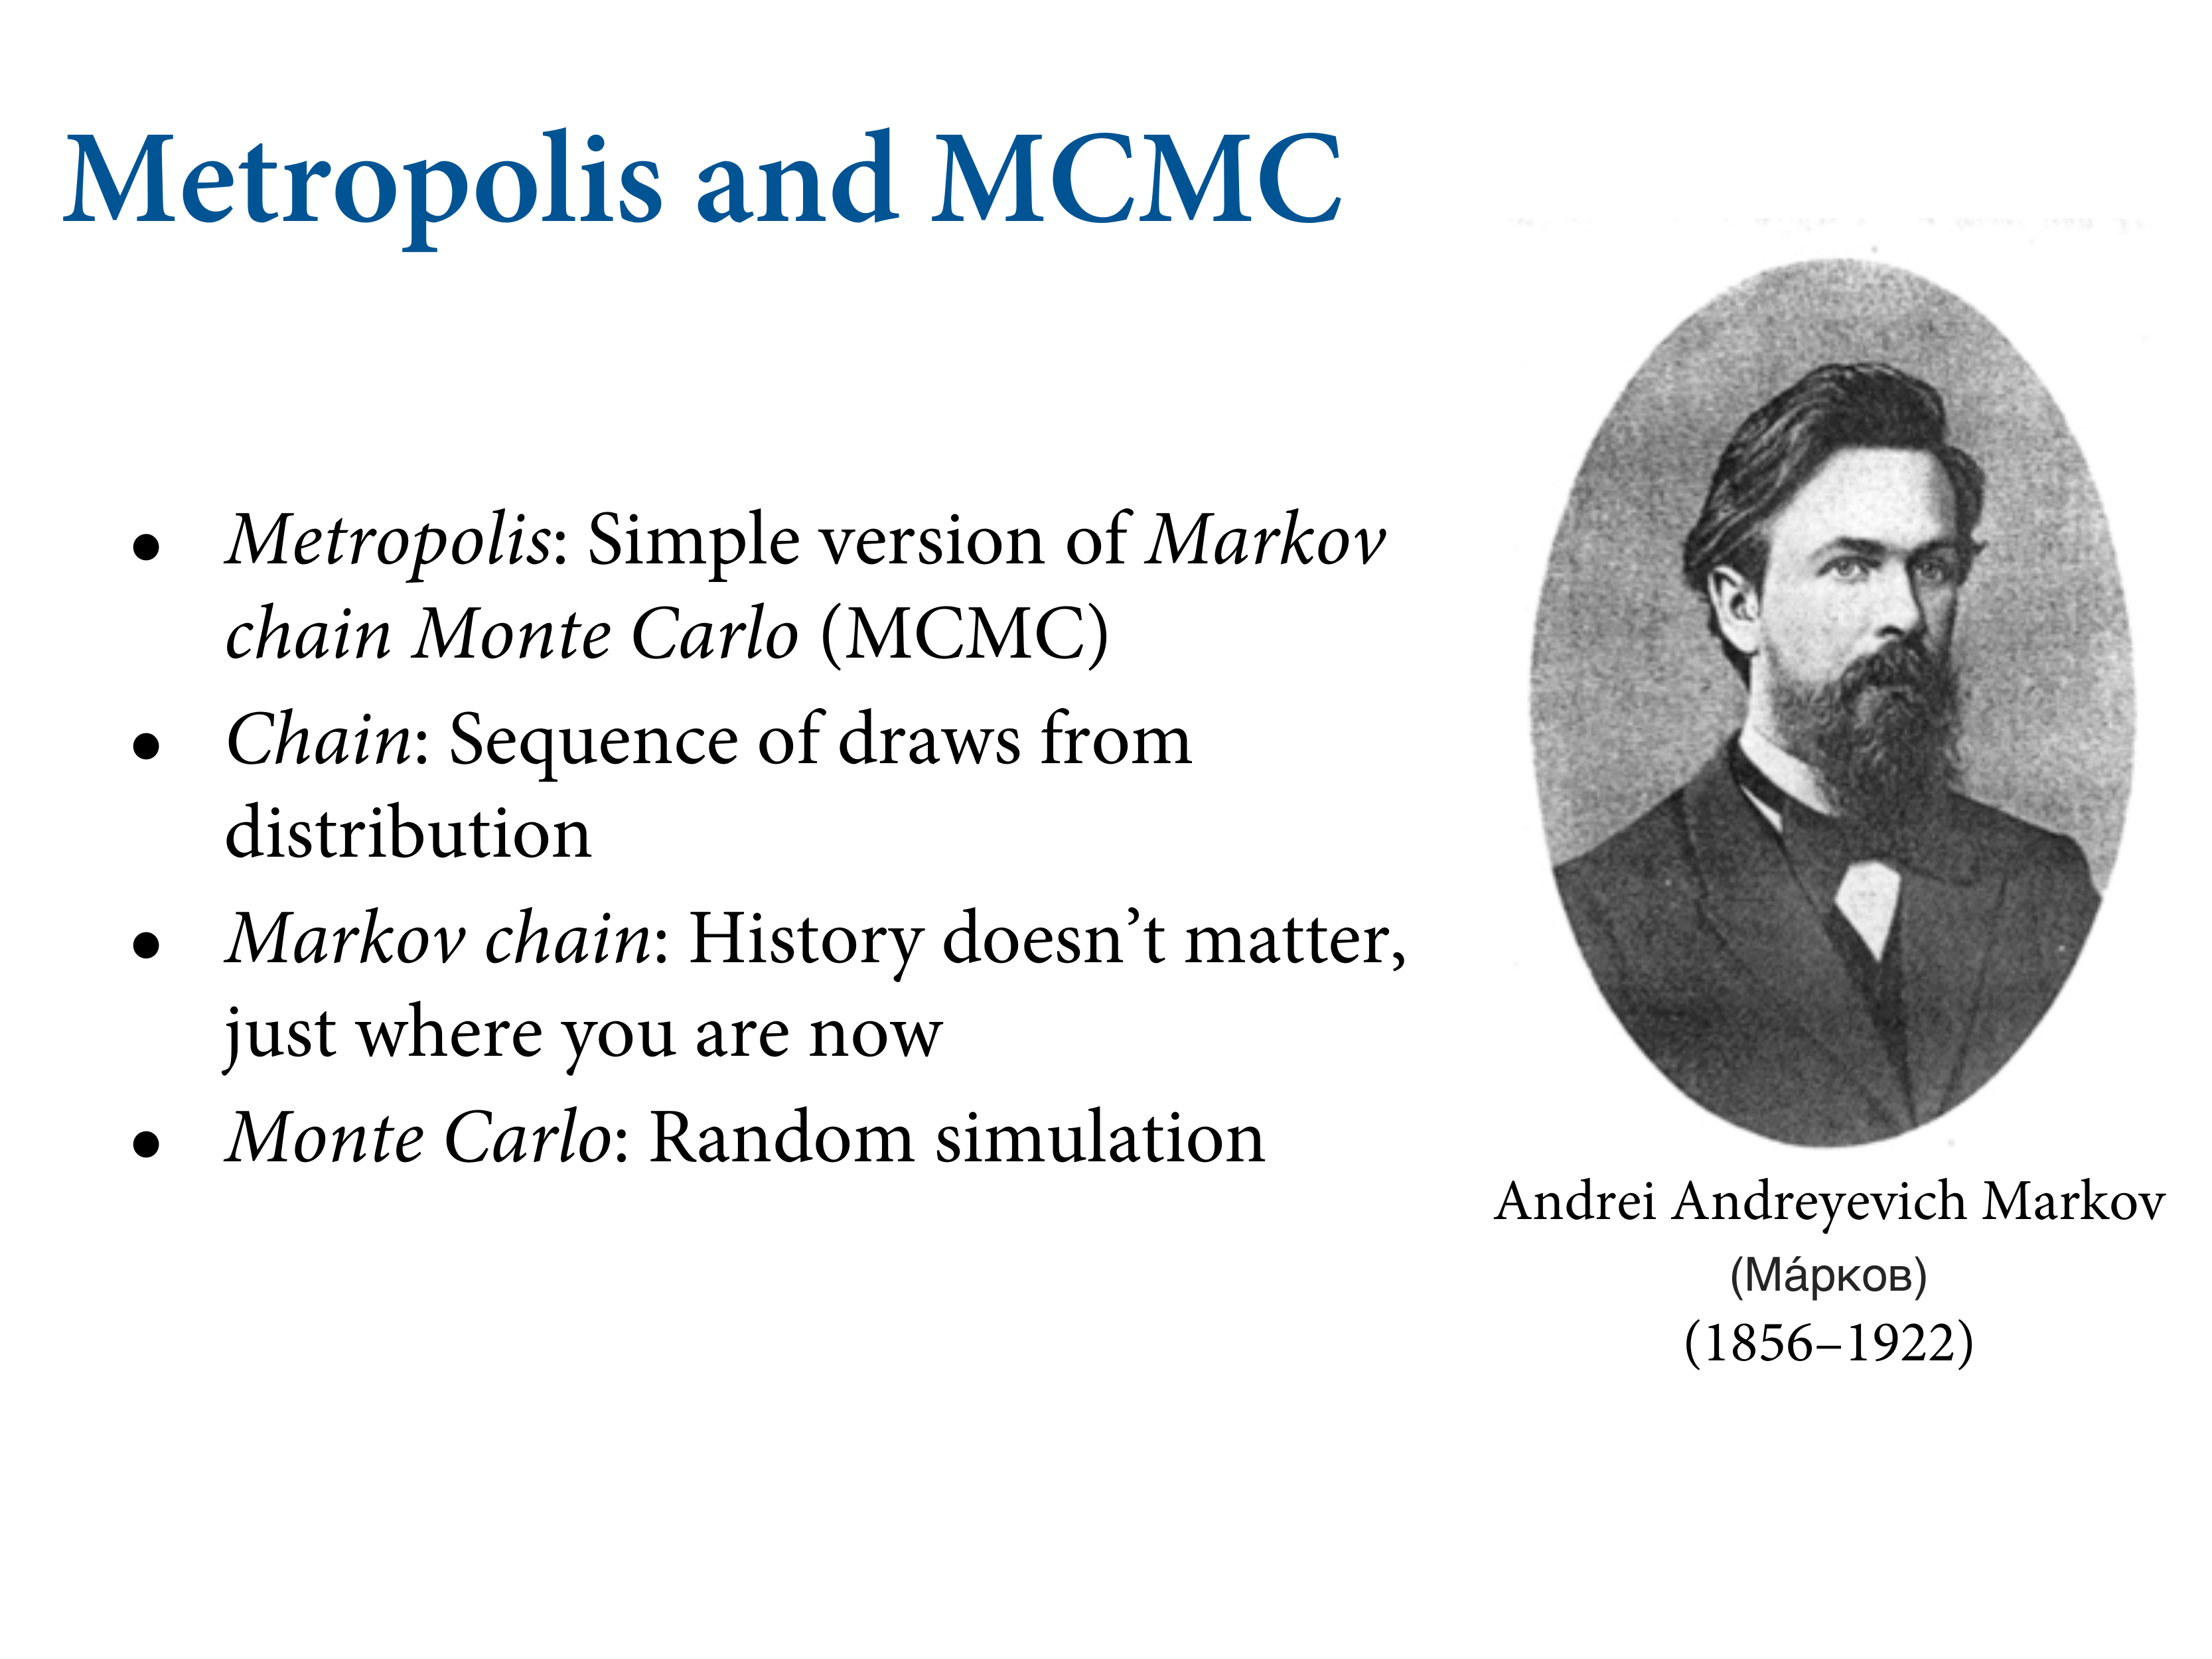 Metropolis and MCMC
• Metropolis: Simple version of Markov
chain Monte Carlo (MCMC)
• Chain: Sequence of draws from
distribution
• Markov chain: History doesn’t matter,
just where you are now
• Monte Carlo: Random simulation
Andrei Andreyevich Markov
(Ма́рков)
(1856–1922)